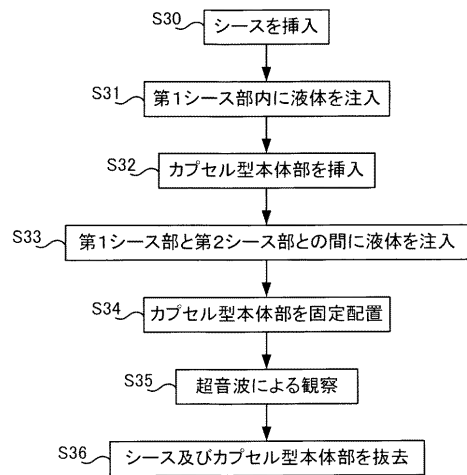 S30 シースを挿入
S31 第1シース部内に液体を注入
S32 カプセル型本体部を挿入
S33 第1シース部と第2シース部との間に液体を注入
S34 カプセル型本体部を固定配置
S35 超音波による観察
S36 シース及びカプセル型本体部を抜去